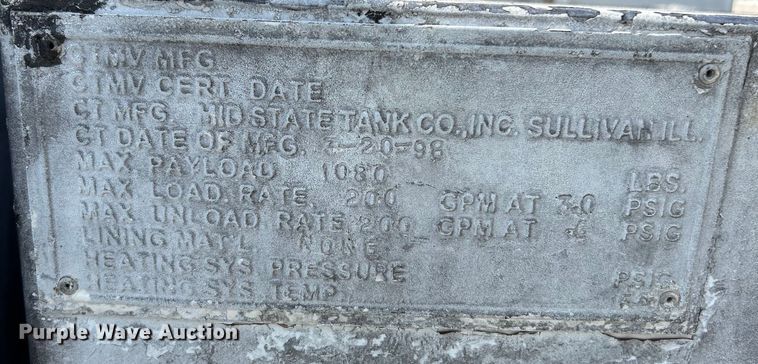 CTMV MFG
CTMV CERT. DATE
CT MFG. MID STATE TANK CO., INC. SULLIVAN ILL.
CT DATE OF MFG. 3-20-98
MAX. PAYLOAD 1080 LBS.
MAX. LOAD. RATE. 200 GPM AT 30 PSIG
MAX. UNLOAD RATE 200 GPM AT PSIG
LINING MAT'L NONE
HEATING SYS PRESSURE PSIG
HEATING SYS TEMP
Purple Wave Auction